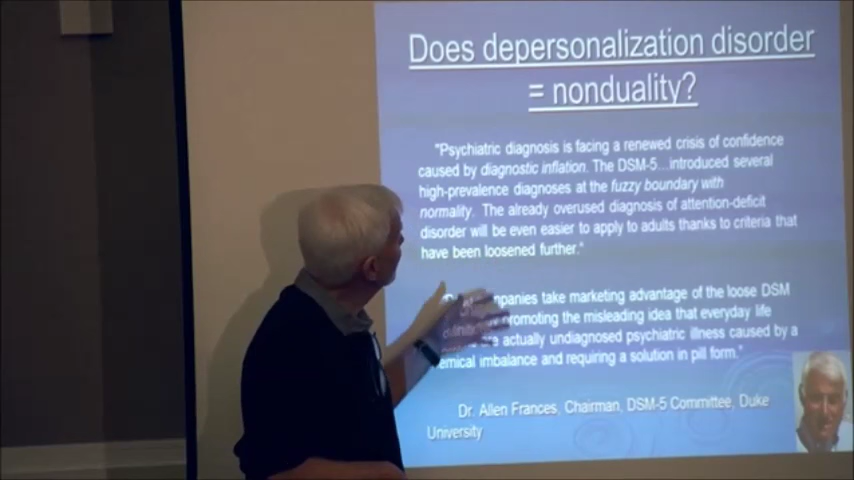 Does depersonalization disorder
= nonduality?
"Psychiatric diagnosis is facing a renewed crisis of confidence
caused by diagnostic inflation. The DSM-5...introduced several
high-prevalence diagnoses at the fuzzy boundary with
normality. The already overused diagnosis of attention-deficit
disorder will be even easier to apply to adults thanks to criteria that
have been loosened further."
take marketing advantage of the loose DSM
promoting the misleading idea that everyday life
actually undiagnosed psychiatric illness caused by a
imbalance and requiring a solution in pill form."
Dr. Allen Frances, Chairman, DSM-5 Committee, Duke
University